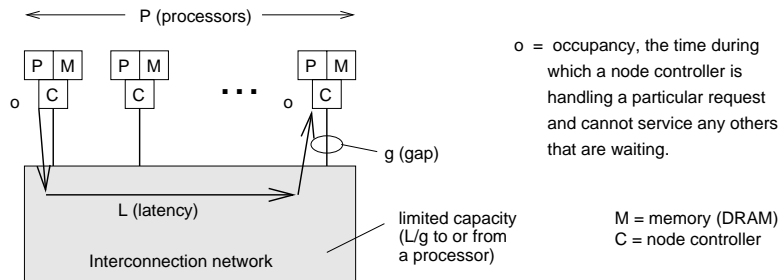 P (processors)
P M P M P M
C C C
o o
...
g (gap)
L (latency)
Interconnection network
limited capacity
(L/g to or from
a processor)
o = occupancy, the time during
which a node controller is
handling a particular request
and cannot service any others
that are waiting.
M = memory (DRAM)
C = node controller